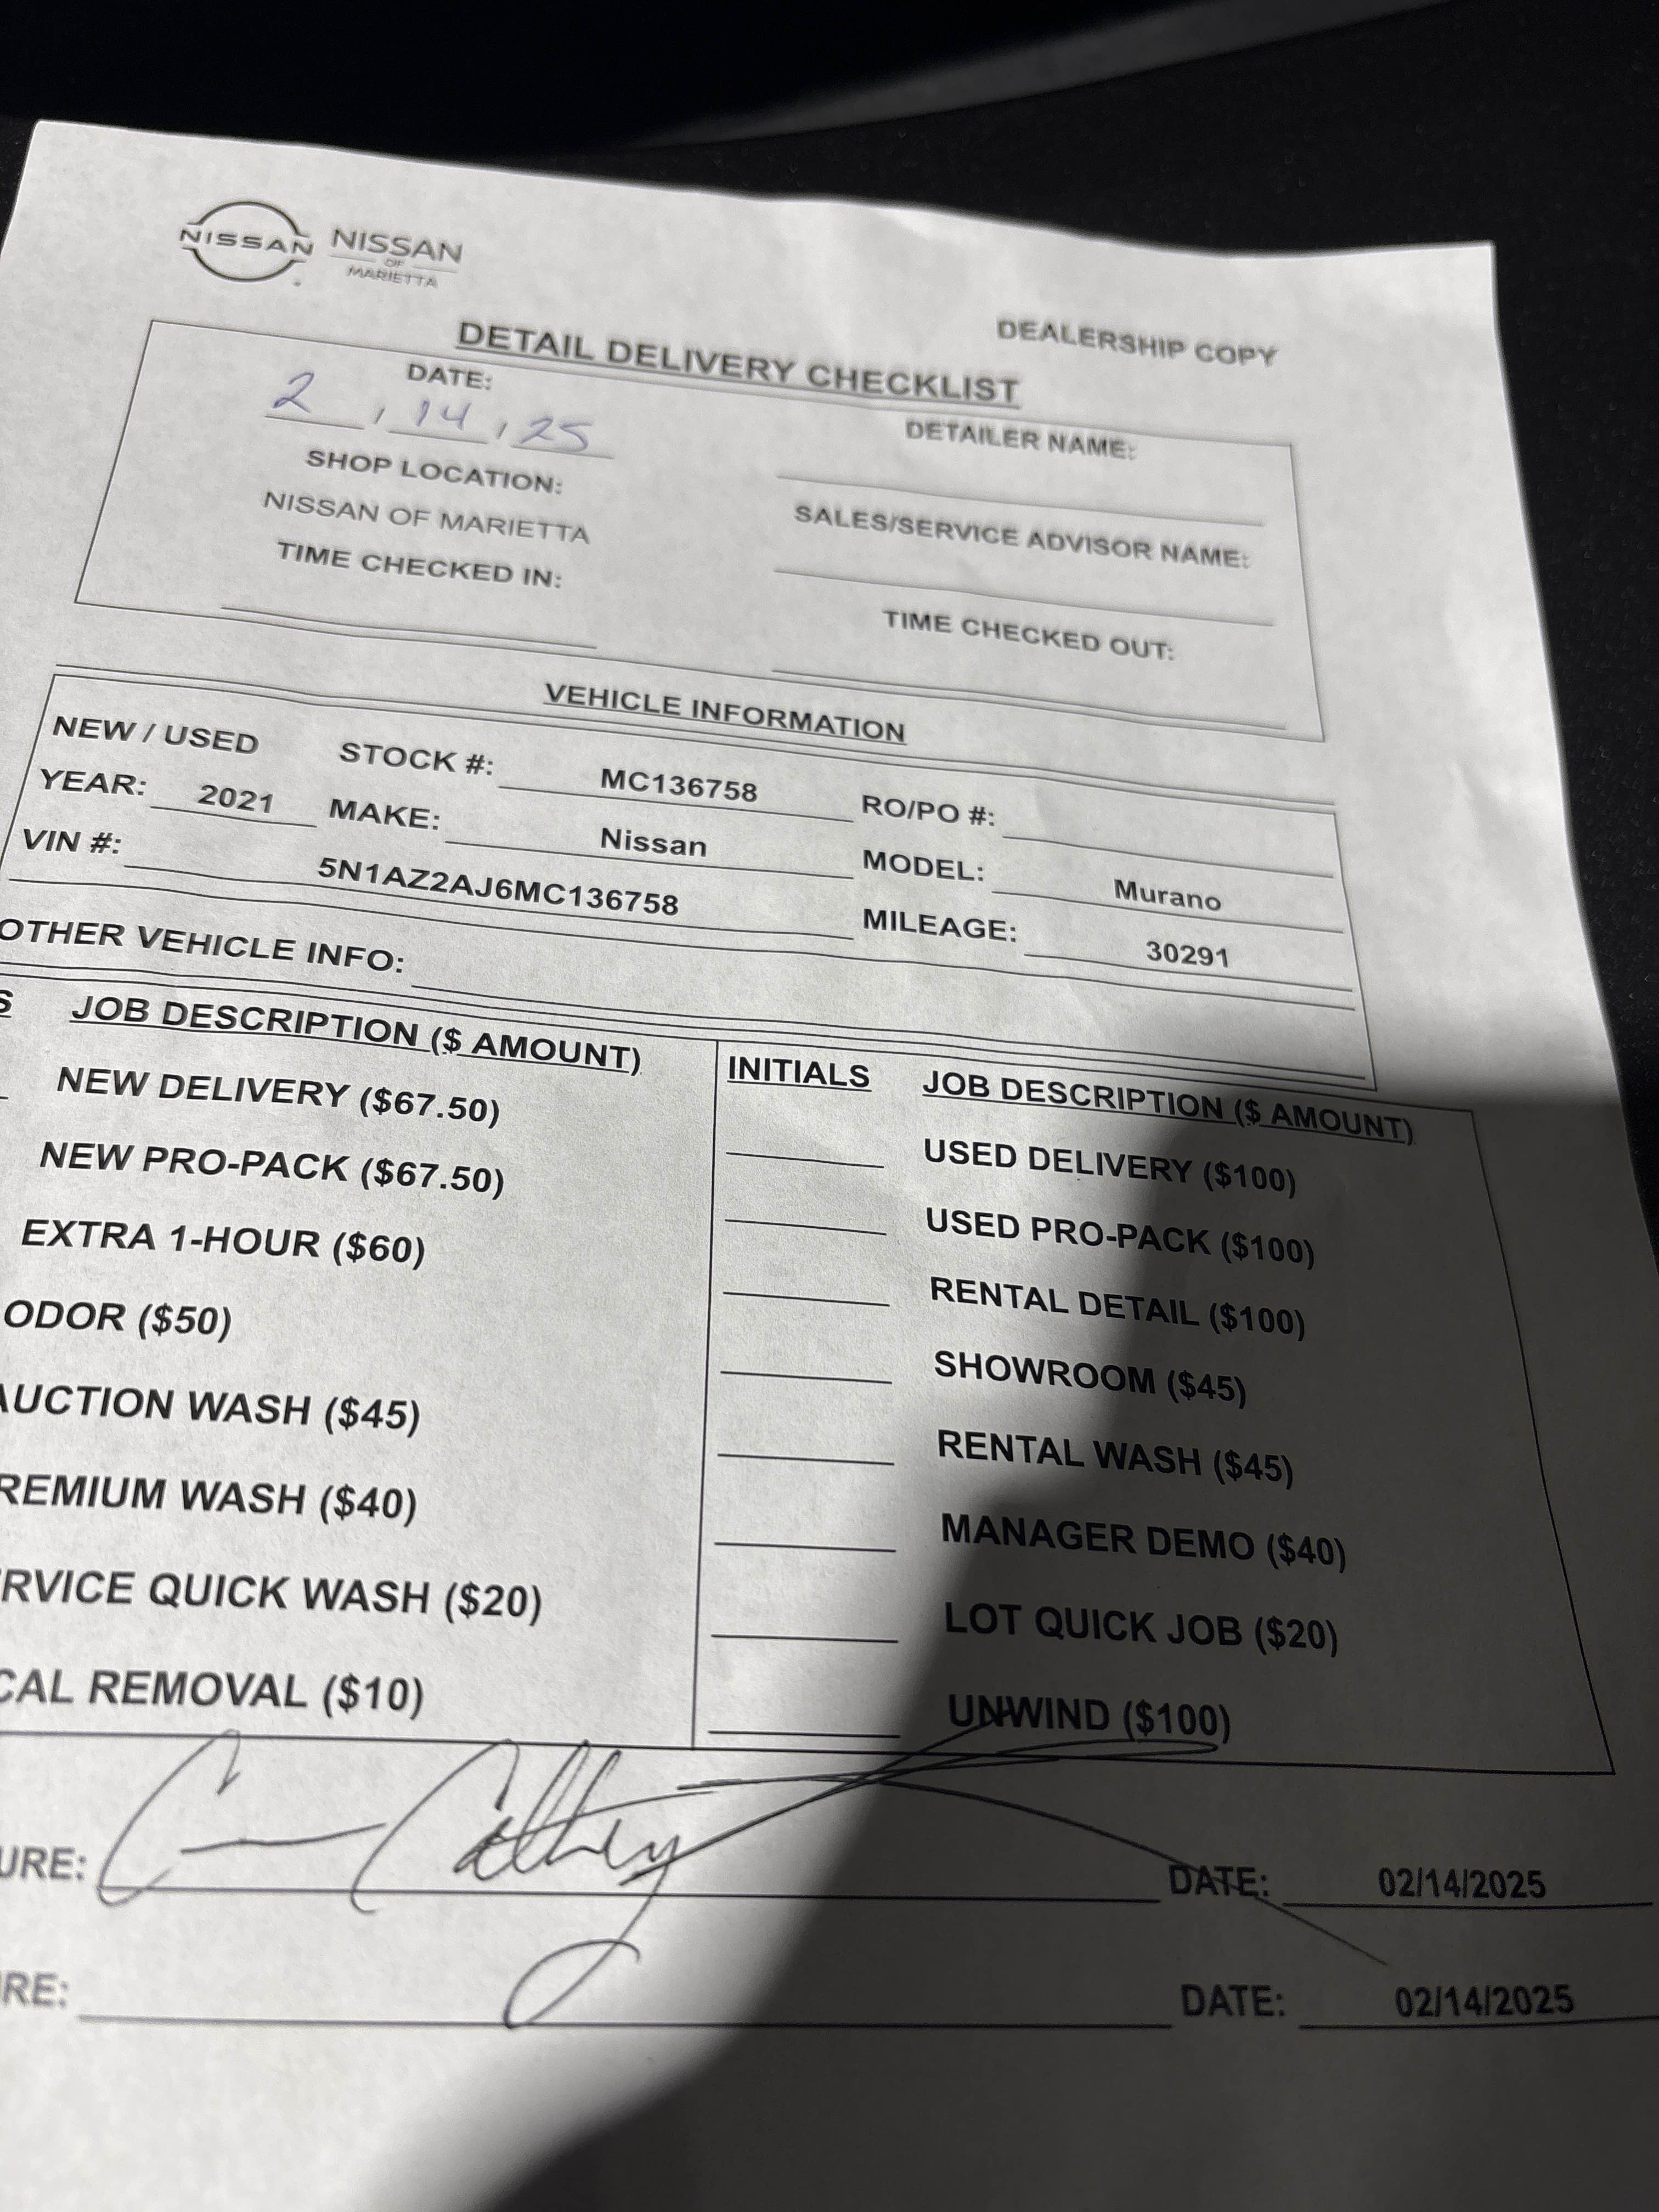 NISSAN NISSAN
OF
MARIETTA
DEALERSHIP COPY
DETAIL DELIVERY CHECKLIST
DATE:
2 , 14 , 25
DETAILER NAME:
SHOP LOCATION:
NISSAN OF MARIETTA
SALES/SERVICE ADVISOR NAME:
TIME CHECKED IN:
TIME CHECKED OUT:
VEHICLE INFORMATION
NEW / USED STOCK #: MC136758 RO/PO #:
YEAR: 2021 MAKE: Nissan MODEL: Murano
VIN #: 5N1AZ2AJ6MC136758 MILEAGE: 30291
OTHER VEHICLE INFO:
S JOB DESCRIPTION ($ AMOUNT) INITIALS JOB DESCRIPTION ($ AMOUNT)
NEW DELIVERY ($67.50) USED DELIVERY ($100)
NEW PRO-PACK ($67.50) USED PRO-PACK ($100)
EXTRA 1-HOUR ($60) RENTAL DETAIL ($100)
ODOR ($50) SHOWROOM ($45)
AUCTION WASH ($45) RENTAL WASH ($45)
REMIUM WASH ($40) MANAGER DEMO ($40)
RVICE QUICK WASH ($20) LOT QUICK JOB ($20)
CAL REMOVAL ($10) UNWIND ($100)
URE: DATE: 02/14/2025
RE: DATE: 02/14/2025